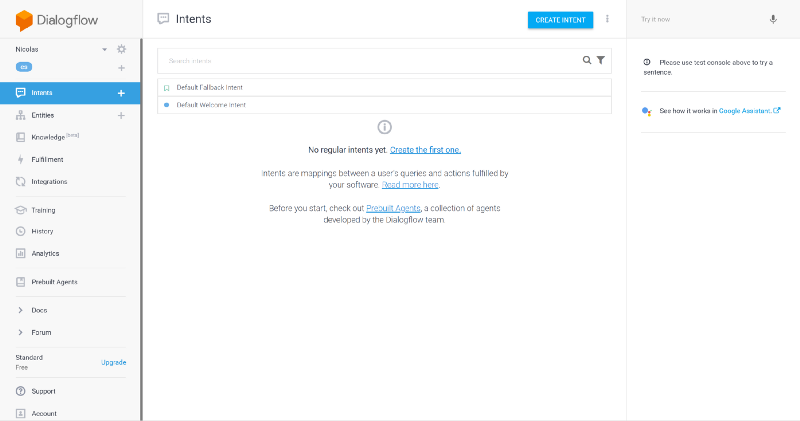 Dialogflow
Intents
CREATE INTENT
Try it now
Nicolas
es
Search intents
Intents
Entities
Knowledge [beta]
Fulfillment
Integrations
Training
History
Analytics
Prebuilt Agents
Docs
Forum
Standard
Free
Upgrade
Support
Account
Default Fallback Intent
Default Welcome Intent
No regular intents yet. Create the first one.
Intents are mappings between a user's queries and actions fulfilled by
your software. Read more here.
Before you start, check out Prebuilt Agents, a collection of agents
developed by the Dialogflow team.
Please use test console above to try a
sentence.
See how it works in Google Assistant.